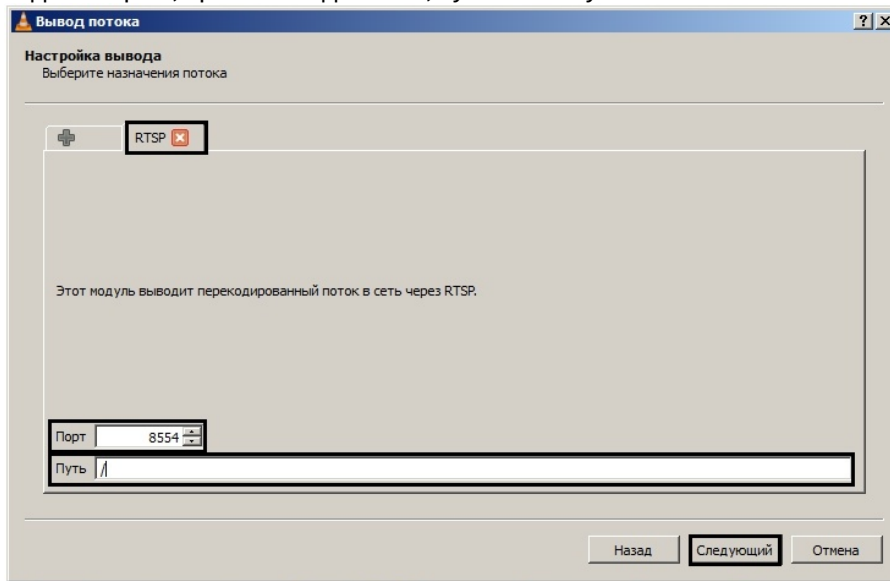 Вывод потока
Настройка вывода
Выберите назначения потока
RTSP
Этот модуль выводит перекодированный поток в сеть через RTSP.
Порт 8554
Путь /
Назад Следующий Отмена